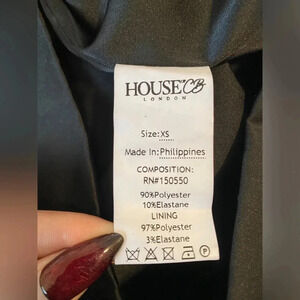 HOUSE OF CB
LONDON
Size: XS
Made In: Philippines
COMPOSITION:
RN#150550
90%Polyester
10%Elastane
LINING
97%Polyester
3%Elastane
P